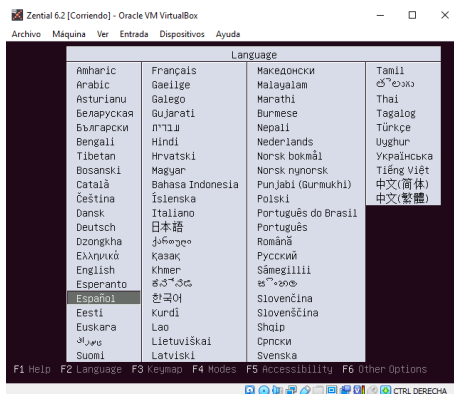 Zential 6.2 [Corriendo] - Oracle VM VirtualBox
Archivo Máquina Ver Entrada Dispositivos Ayuda
Language
Amharic Français Македонски Tamil
Arabic Gaeilge Malayalam తెలుగు
Asturianu Galego Marathi Thai
Беларуская Gujarati Burmese Tagalog
Български עברית Nepali Türkçe
Bengali Hindi Nederlands Uyghur
Tibetan Hrvatski Norsk bokmål Українська
Bosanski Magyar Norsk nynorsk Tiếng Việt
Català Bahasa Indonesia Punjabi (Gurmukhi) 中文(简体)
Čeština Íslenska Polski 中文(繁體)
Dansk Italiano Português do Brasil
Deutsch 日本語 Português
Dzongkha ქართული Română
Ελληνικά Қазақ Русский
English Khmer Sámegillii
Esperanto ಕನ್ನಡ සිංහල
Español 한국어 Slovenčina
Eesti Kurdî Slovenščina
Euskara Lao Shqip
Lietuviškai Српски
Suomi Latviski Svenska
F1 Help F2 Language F3 Keymap F4 Modes F5 Accessibility F6 Other Options
CTRL DERECHA